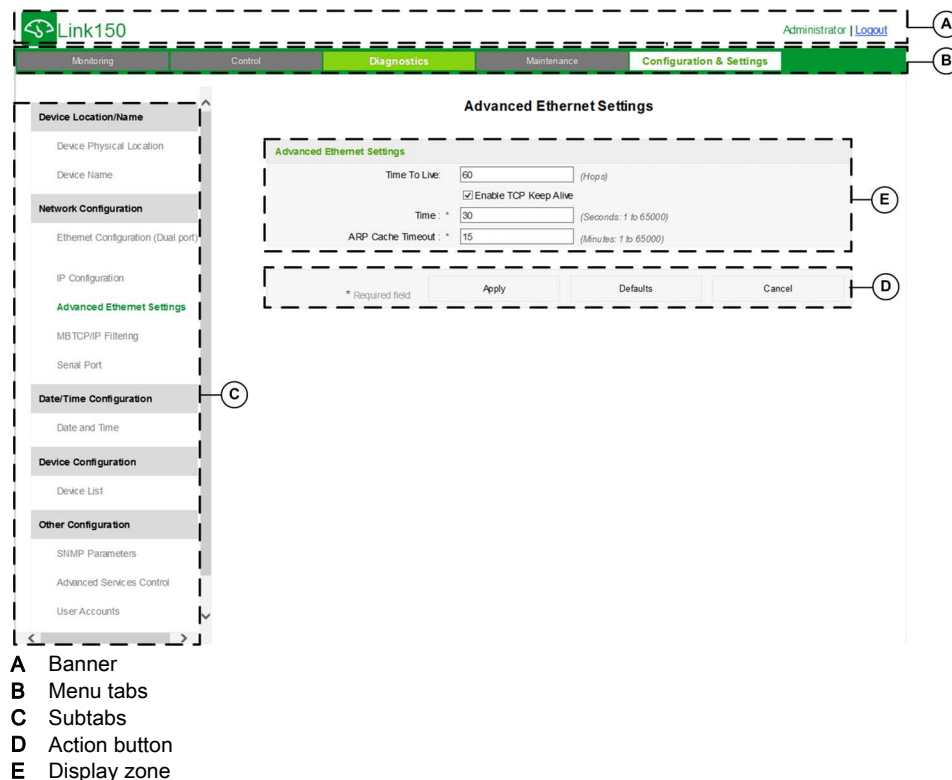 Link150
Administrator | Logout
A
Monitoring Control Diagnostics Maintenance Configuration & Settings
B
Advanced Ethernet Settings
Device Location/Name
Device Physical Location
Device Name
Network Configuration
Ethernet Configuration (Dual port)
IP Configuration
Advanced Ethernet Settings
MBTCP/IP Filtering
Serial Port
Date/Time Configuration
Date and Time
Device Configuration
Device List
Other Configuration
SNMP Parameters
Advanced Services Control
User Accounts
C
Advanced Ethernet Settings
Time To Live: 60 (Hops)
Enable TCP Keep Alive
Time : * 30 (Seconds: 1 to 65000)
ARP Cache Timeout : * 15 (Minutes: 1 to 65000)
E
* Required field Apply Defaults Cancel
D
A Banner
B Menu tabs
C Subtabs
D Action button
E Display zone